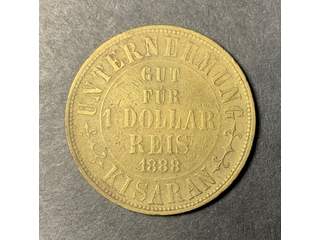 UNTERNEHMUNG
GUT
FÜR
1 DOLLAR
REIS
1888
KISARAN